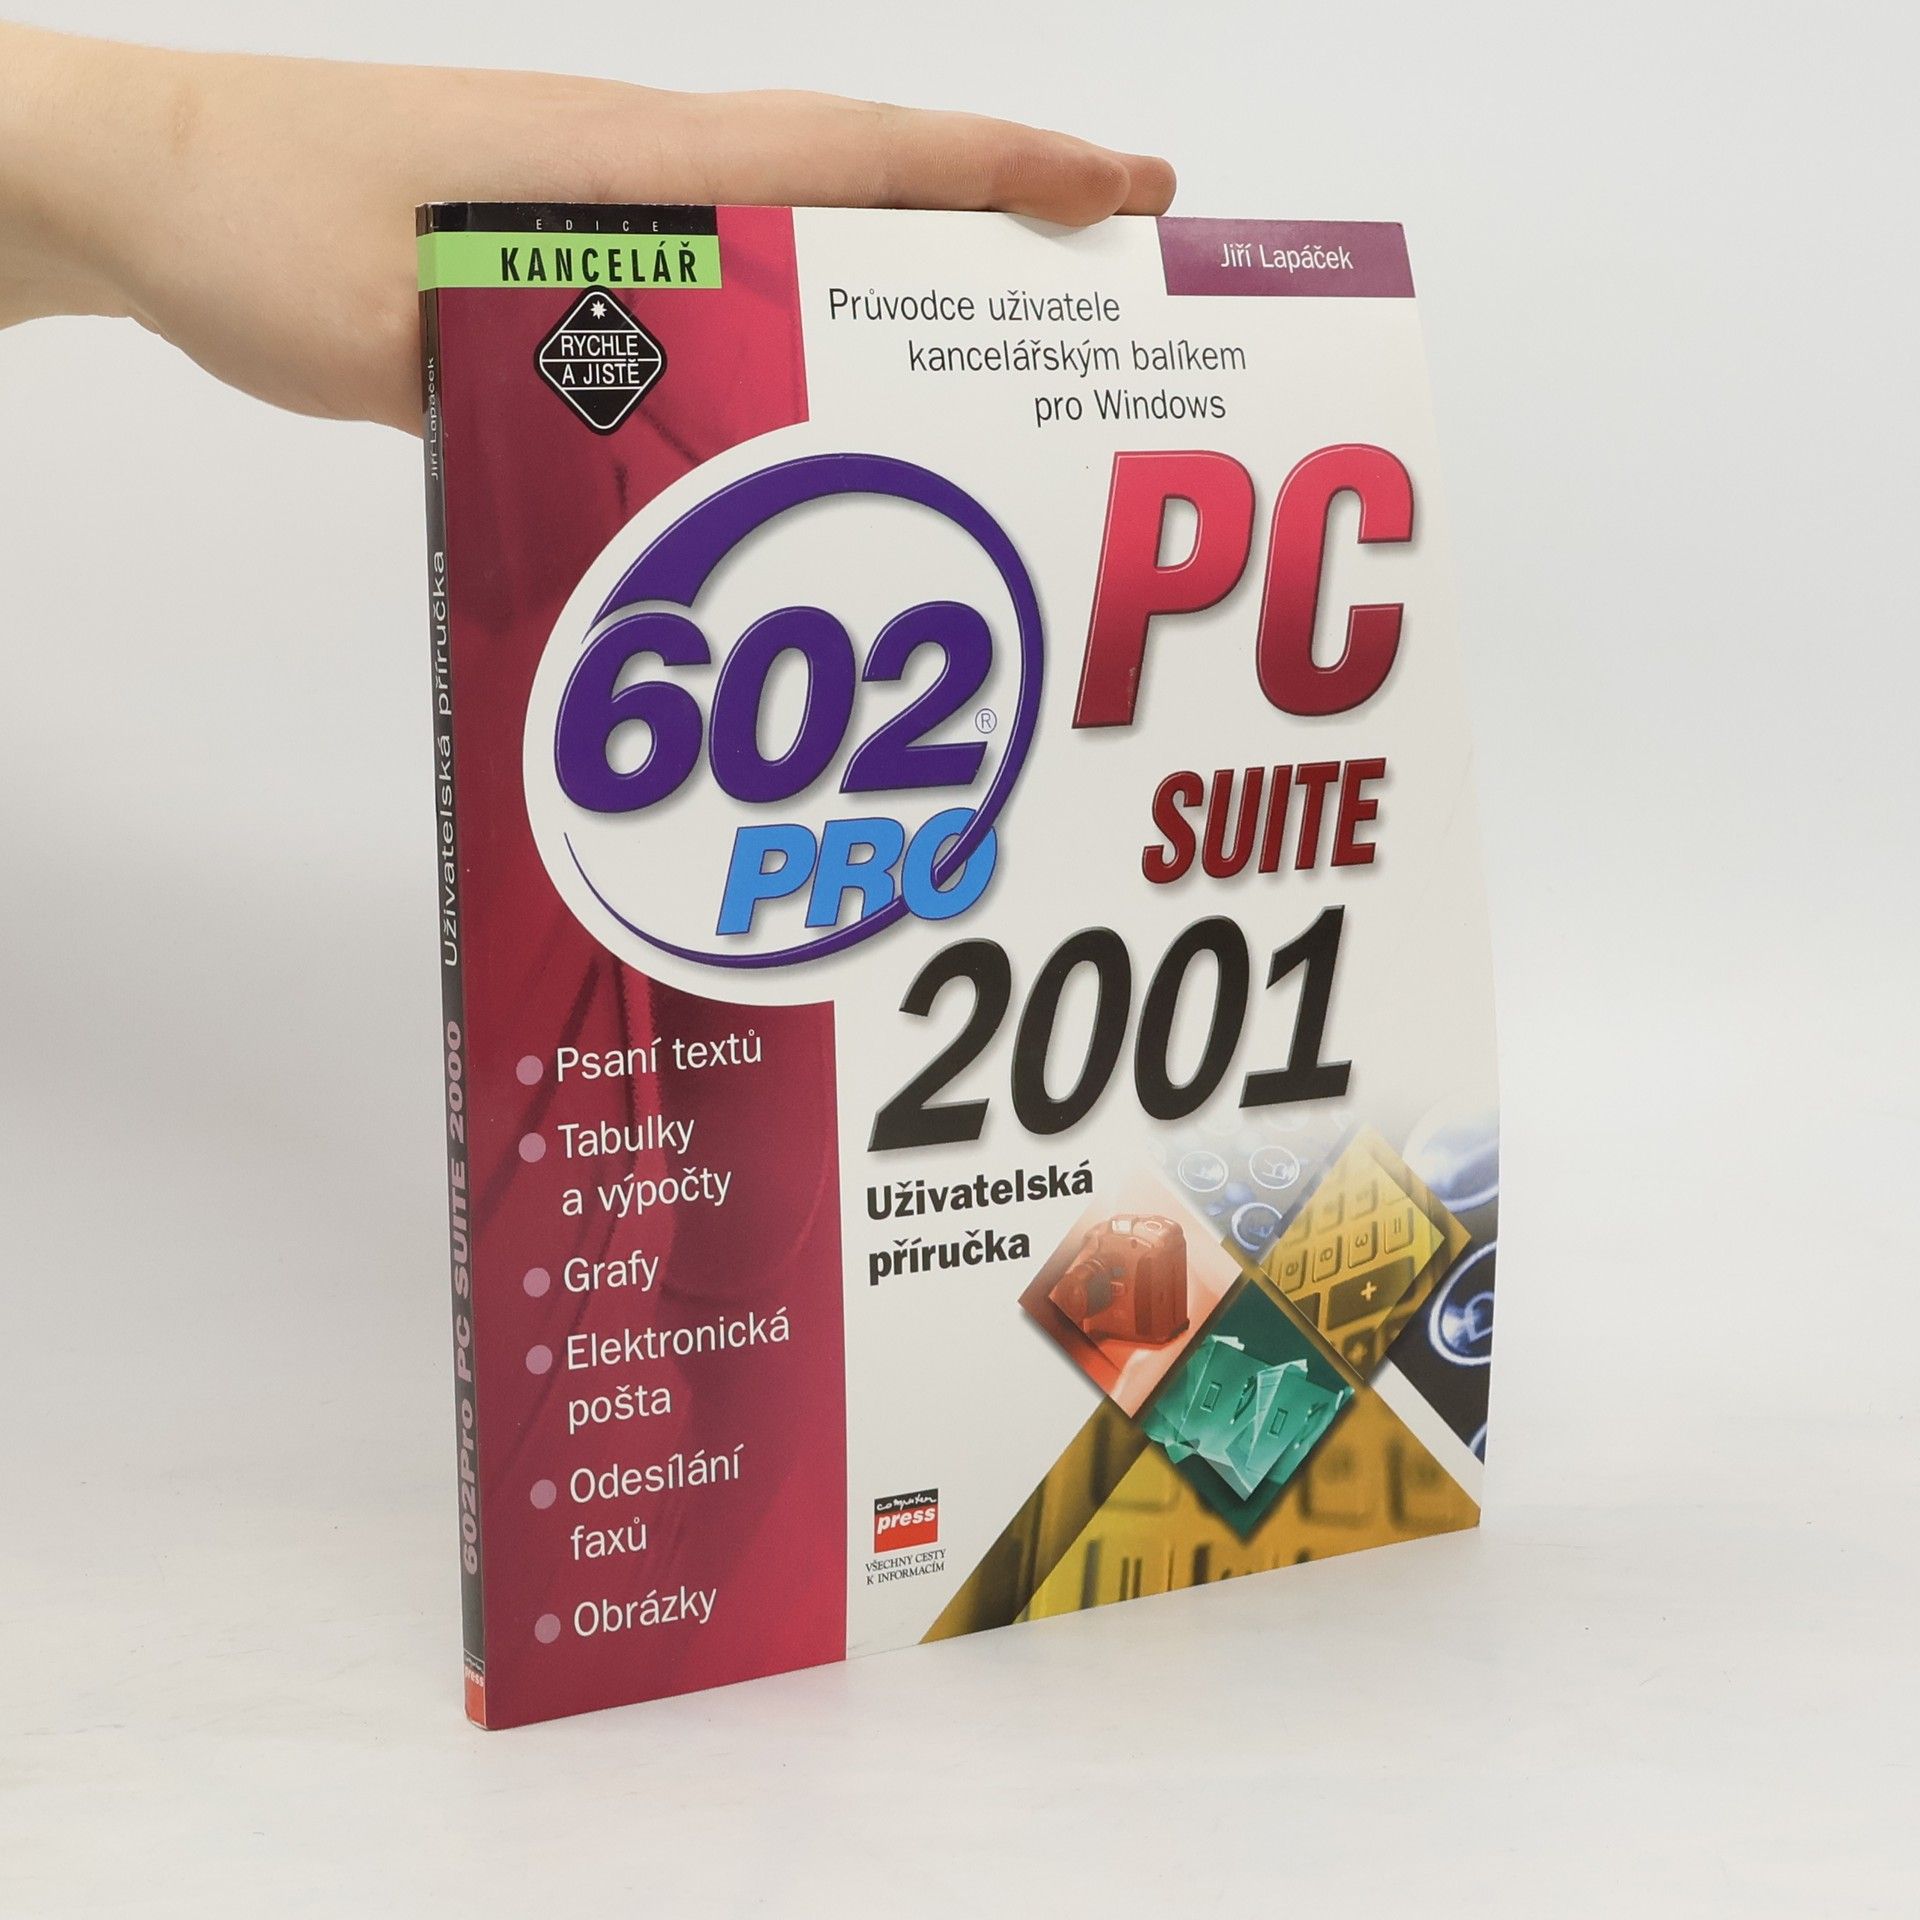 EDICE
KANCELÁŘ
RYCHLE
A JISTĚ
Jiří Lapáček
Průvodce uživatele
kancelářským balíkem
pro Windows
602®
PRO
PC
SUITE
2001
Uživatelská
příručka
Psaní textů
Tabulky
a výpočty
Grafy
Elektronická
pošta
Odesílání
faxů
Obrázky
computer
press
VŠECHNY CESTY
K INFORMACÍM
602Pro PC SUITE 2000 Uživatelská příručka Jiří Lapáček
computer
press